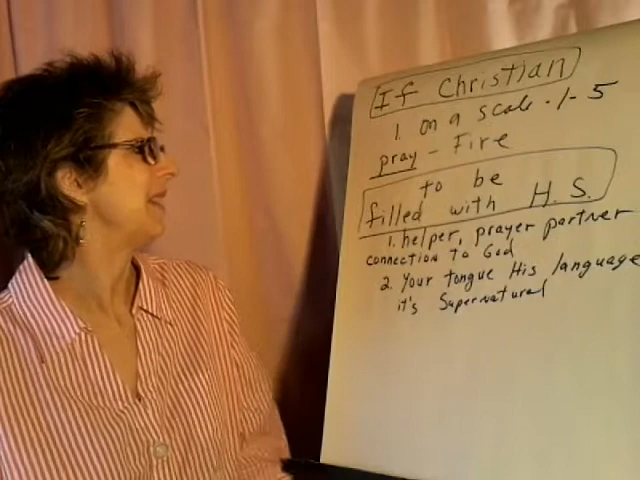 If Christian
1. on a scale . 1-5
pray - Fire
to be
filled with H. S.
1. helper, prayer partner
connection to God
2. Your tongue His language
it's Supernatural